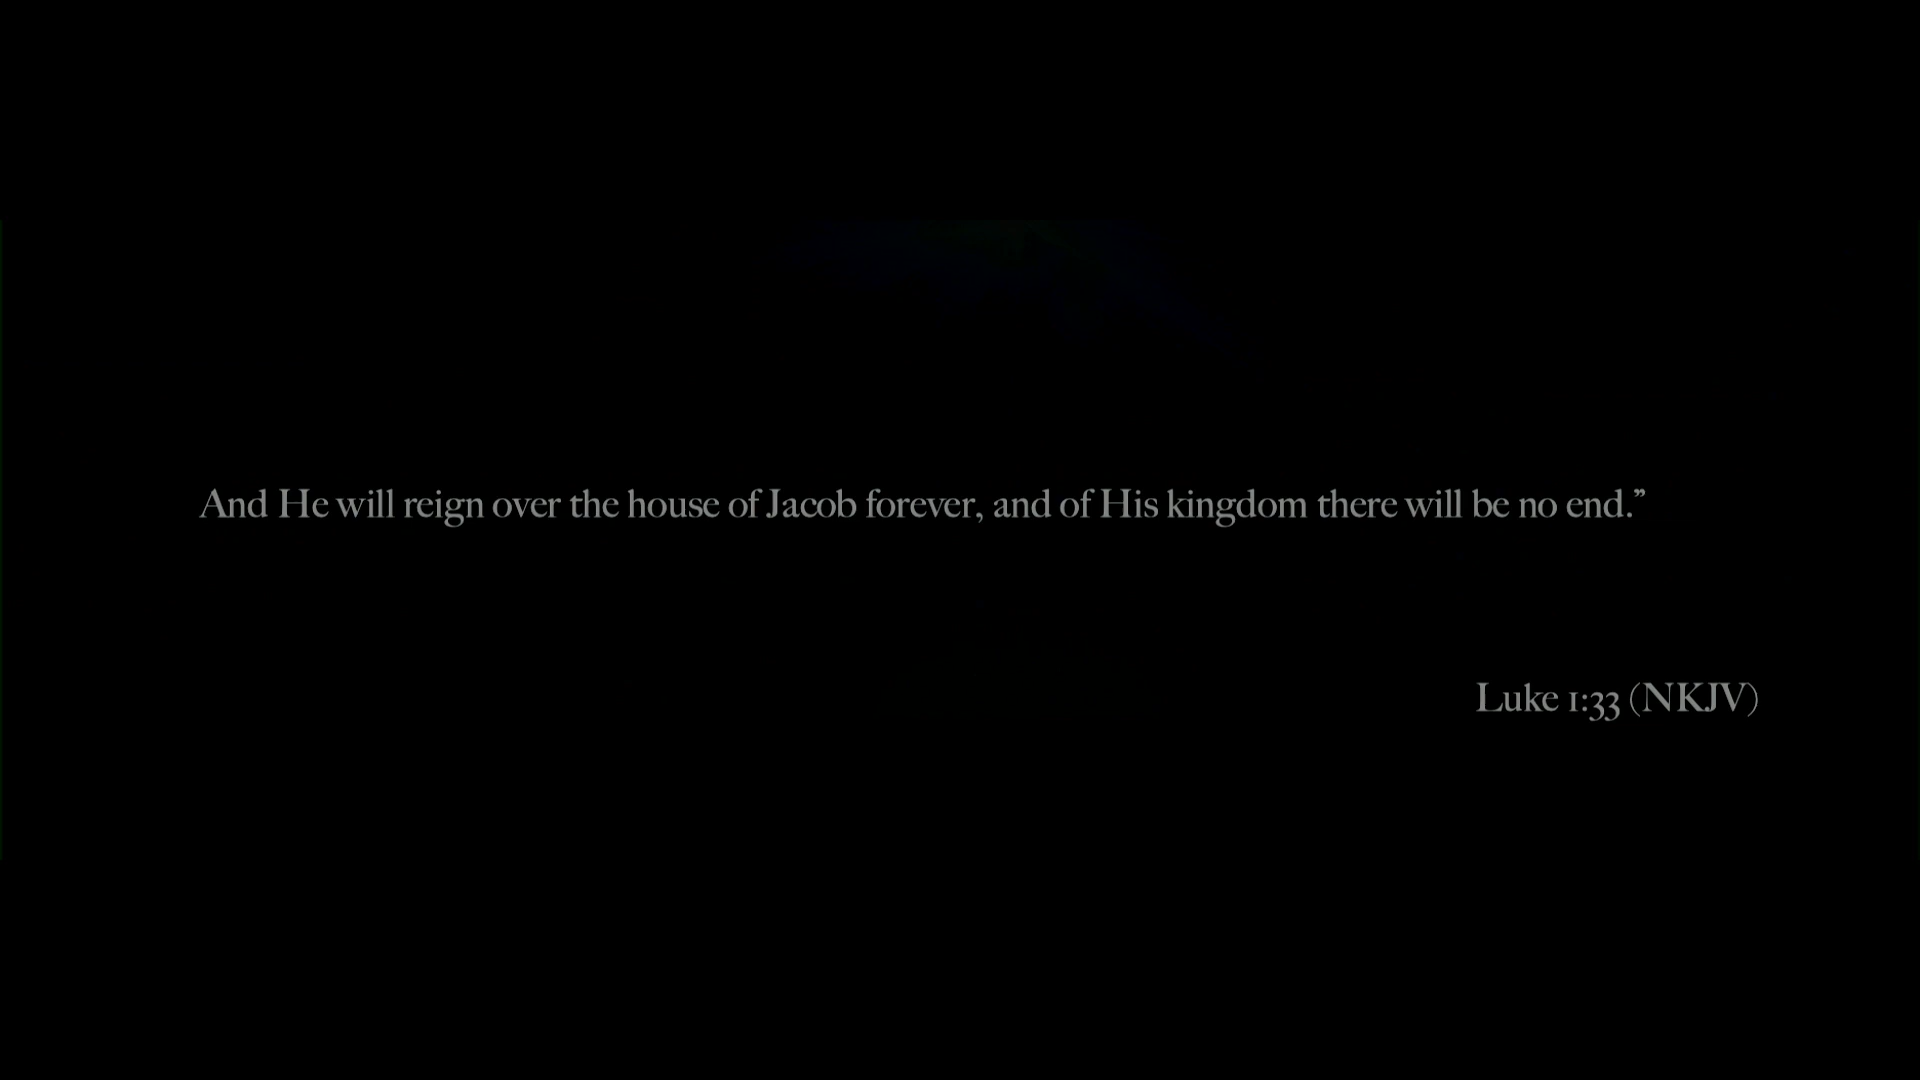 And He will reign over the house of Jacob forever, and of His kingdom there will be no end.”
Luke 1:33 (NKJV)